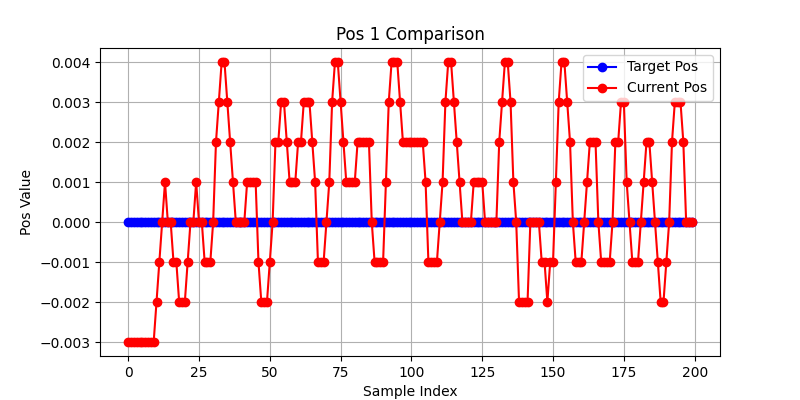 Pos 1 Comparison
Target Pos
Current Pos
Pos Value
0.004
0.003
0.002
0.001
0.000
−0.001
−0.002
−0.003
0 25 50 75 100 125 150 175 200
Sample Index